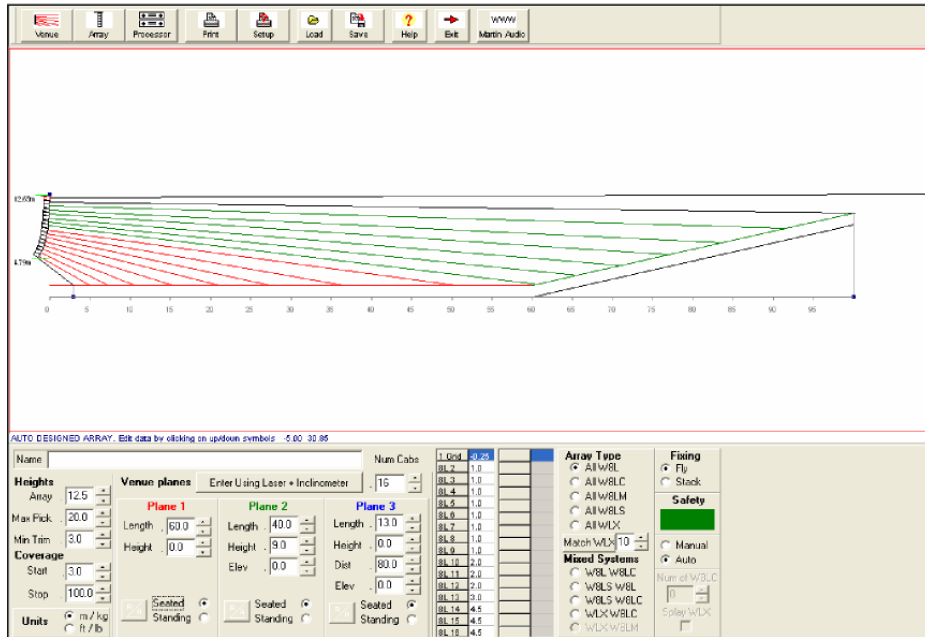 Venue Array Processor Print Setup Load Save Help Exit Martin Audio
WWW
?
12.65m
4.79m
0 5 10 15 20 25 30 35 40 45 50 55 60 65 70 75 80 85 90 95
AUTO DESIGNED ARRAY. Edit data by clicking on up/down symbols -5.00 30.85
Name
Num Cabs
16
Heights
Array 12.5
Max Pick 20.0
Min Trim 3.0
Coverage
Start 3.0
Stop 100.0
Units m / kg
ft / lb
Venue planes Enter Using Laser + Inclinometer
Plane 1
Length 60.0
Height 0.0
Seated
Standing
Plane 2
Length 40.0
Height 9.0
Elev 0.0
Seated
Standing
Plane 3
Length 13.0
Height 0.0
Dist 80.0
Elev 0.0
Seated
Standing
1 Grid -0.25
8L 2 1.0
8L 3 1.0
8L 4 1.0
8L 5 1.0
8L 6 1.0
8L 7 1.0
8L 8 1.0
8L 9 1.0
8L 10 2.0
8L 11 2.0
8L 12 2.0
8L 13 3.0
8L 14 4.5
8L 15 4.5
8L 16 4.5
Array Type
All W8L
All W8LC
All W8LM
All W8LS
All WLX
Match WLX 10
Mixed Systems
W8L W8LC
W8LS W8L
W8LS W8LC
WLX W8LC
WLX W8LM
Fixing
Fly
Stack
Safety
Manual
Auto
Num of W8LC
0
Splay WLX